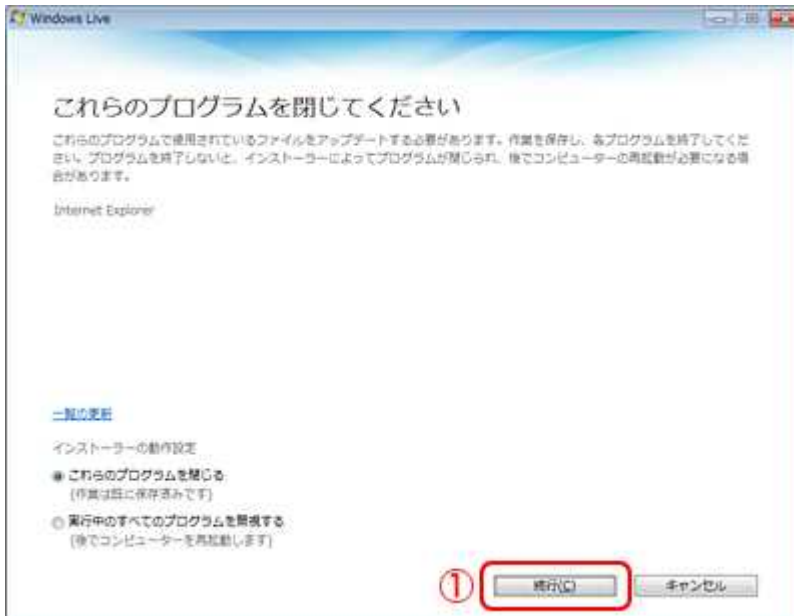 Windows Live
これらのプログラムを閉じてください
これらのプログラムで使用されているファイルをアップデートする必要があります。作業を保存し、各プログラムを終了してくだ
さい。プログラムを終了しないと、インストーラーによってプログラムが閉じられ、後でコンピューターの再起動が必要になる場
合があります。
Internet Explorer
一覧の更新
インストーラーの動作設定
これらのプログラムを閉じる
(作業は既に保存済みです)
実行中のすべてのプログラムを無視する
(後でコンピューターを再起動します)
① 続行(C) キャンセル